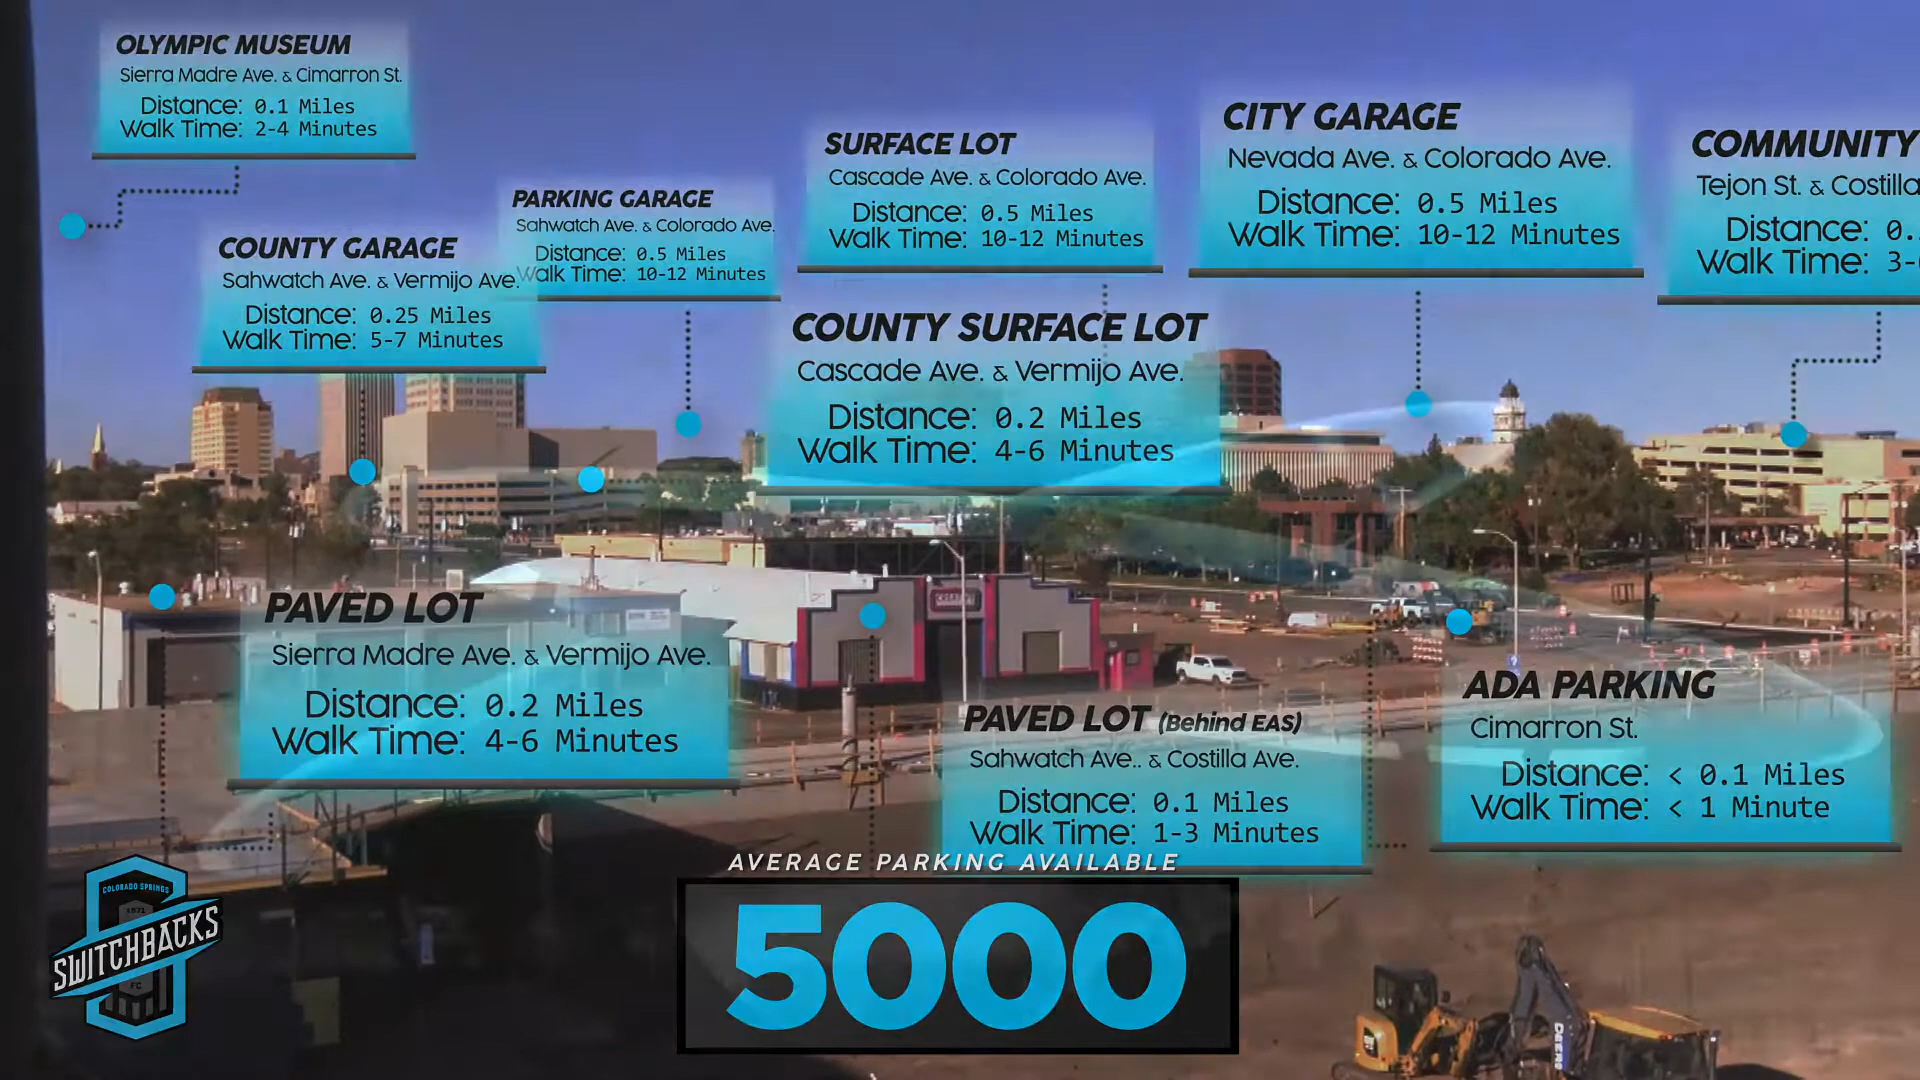 OLYMPIC MUSEUM
Sierra Madre Ave. & Cimarron St.
Distance: 0.1 Miles
Walk Time: 2-4 Minutes
COUNTY GARAGE
Sahwatch Ave. & Vermijo Ave.
Distance: 0.25 Miles
Walk Time: 5-7 Minutes
PARKING GARAGE
Sahwatch Ave. & Colorado Ave.
Distance: 0.5 Miles
Walk Time: 10-12 Minutes
SURFACE LOT
Cascade Ave. & Colorado Ave.
Distance: 0.5 Miles
Walk Time: 10-12 Minutes
CITY GARAGE
Nevada Ave. & Colorado Ave.
Distance: 0.5 Miles
Walk Time: 10-12 Minutes
COMMUNITY
Tejon St. & Costilla
Distance: 0.
Walk Time: 3-
COUNTY SURFACE LOT
Cascade Ave. & Vermijo Ave.
Distance: 0.2 Miles
Walk Time: 4-6 Minutes
PAVED LOT
Sierra Madre Ave. & Vermijo Ave.
Distance: 0.2 Miles
Walk Time: 4-6 Minutes
PAVED LOT (Behind EAS)
Sahwatch Ave.. & Costilla Ave.
Distance: 0.1 Miles
Walk Time: 1-3 Minutes
ADA PARKING
Cimarron St.
Distance: < 0.1 Miles
Walk Time: < 1 Minute
AVERAGE PARKING AVAILABLE
5000
COLORADO SPRINGS
SWITCHBACKS
FC
DEERE